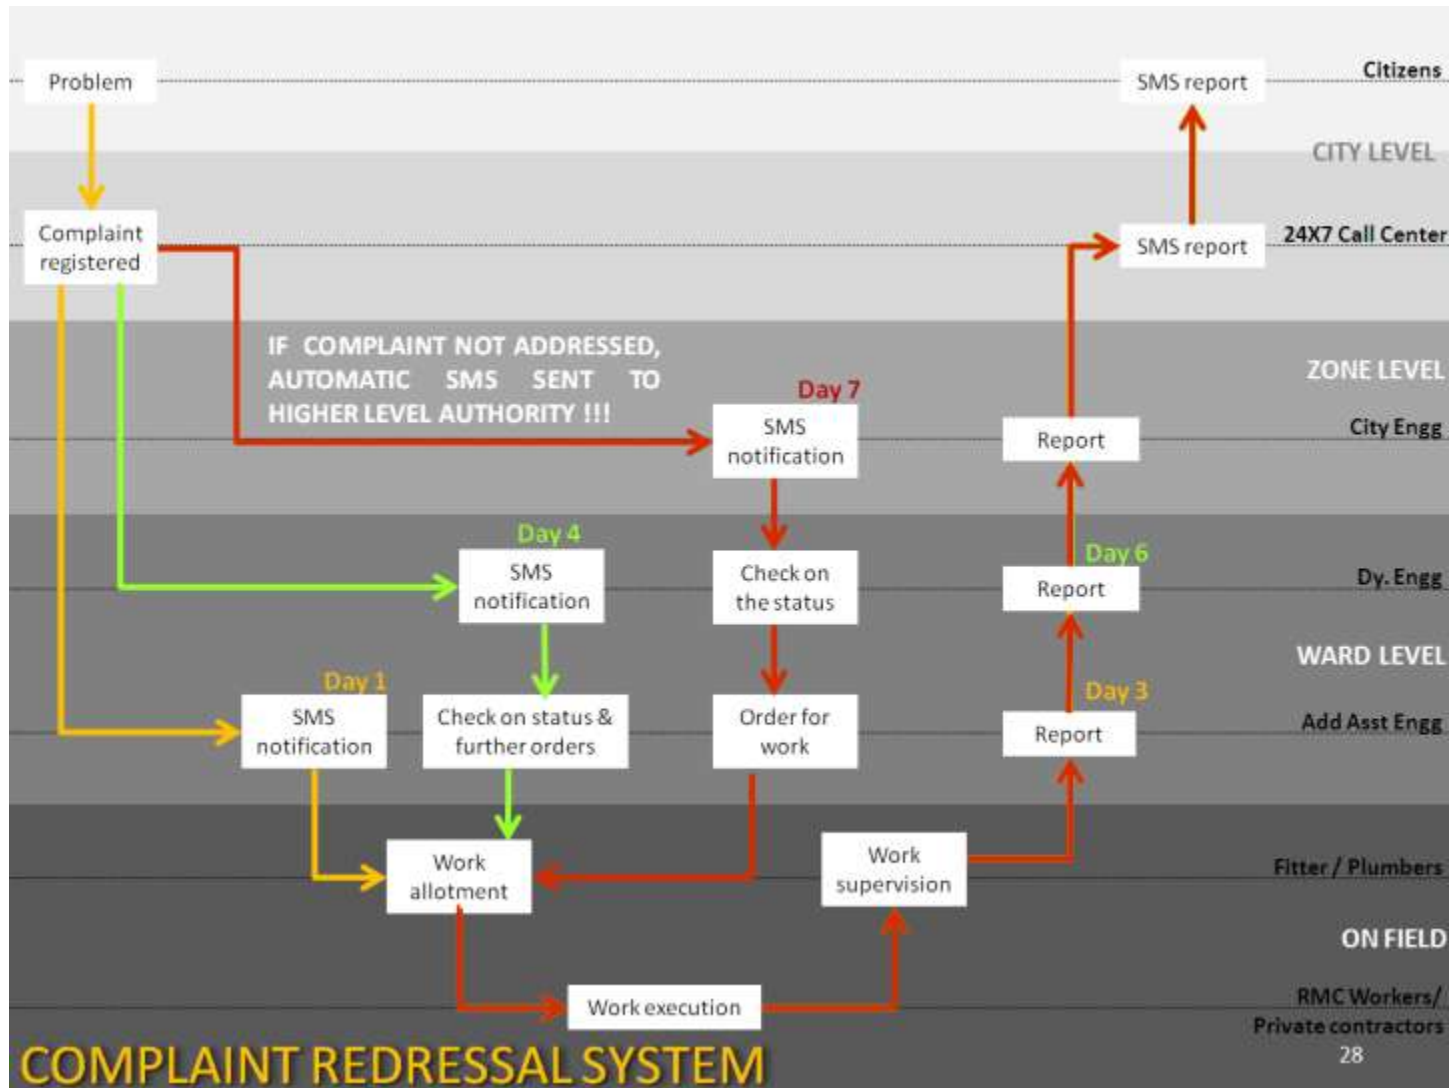 Problem
SMS report
Citizens
CITY LEVEL
Complaint
registered
SMS report
24X7 Call Center
IF COMPLAINT NOT ADDRESSED,
AUTOMATIC SMS SENT TO
HIGHER LEVEL AUTHORITY !!!
ZONE LEVEL
Day 7
SMS
notification
Report
City Engg
Day 4
SMS
notification
Check on
the status
Day 6
Report
Dy. Engg
WARD LEVEL
Day 1
SMS
notification
Check on status &
further orders
Order for
work
Day 3
Report
Add Asst Engg
Work
allotment
Work
supervision
Fitter / Plumbers
ON FIELD
Work execution
RMC Workers/
Private contractors
COMPLAINT REDRESSAL SYSTEM
28